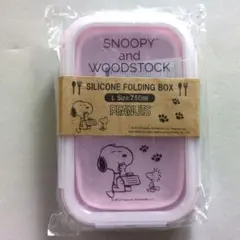 SNOOPY
and
WOODSTOCK
SILICONE FOLDING BOX
L Size:750ml
PEANUTS